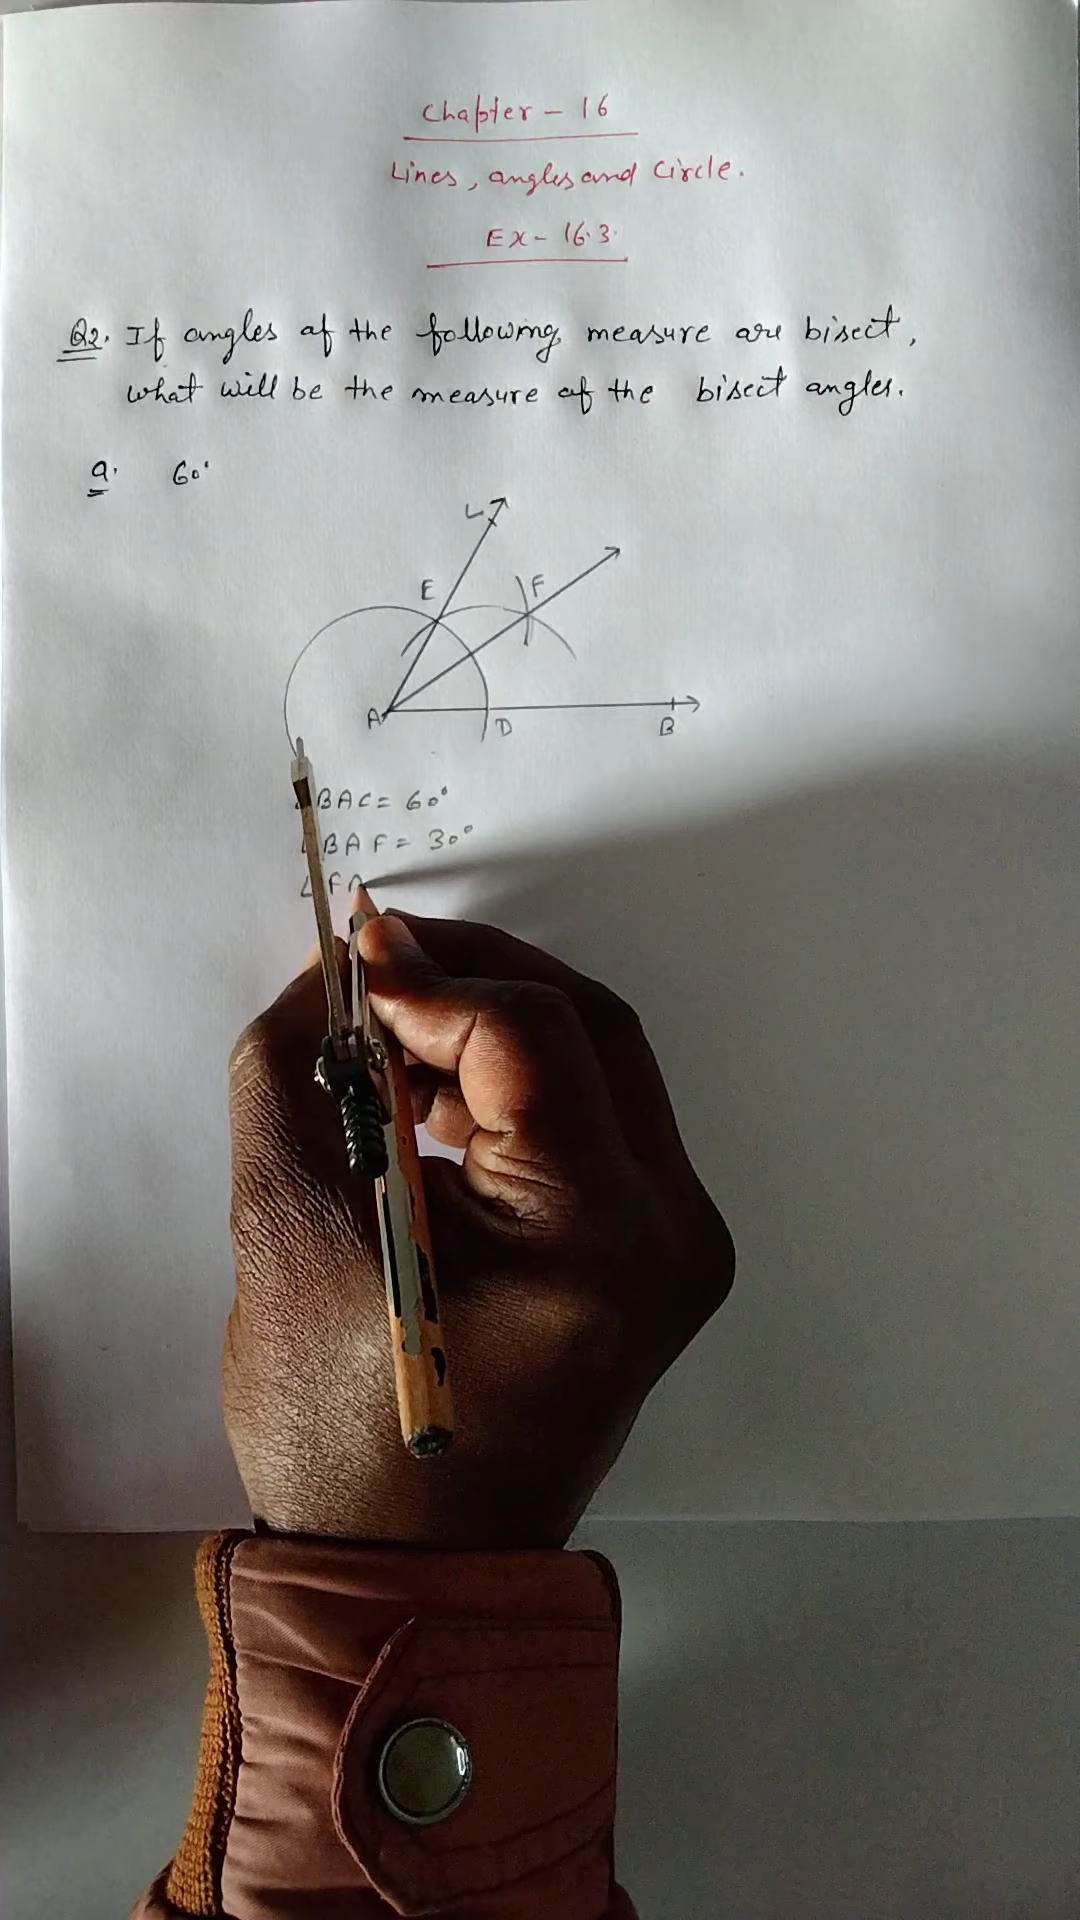 Chapter - 16
Lines, angles and Circle.
Ex - 16.3.
Q2. If angles of the following measure are bisect,
what will be the measure of the bisect angles.
a. 60°
L
E
F
A
D
B
∠BAC = 60°
∠BAF = 30°
∠FA